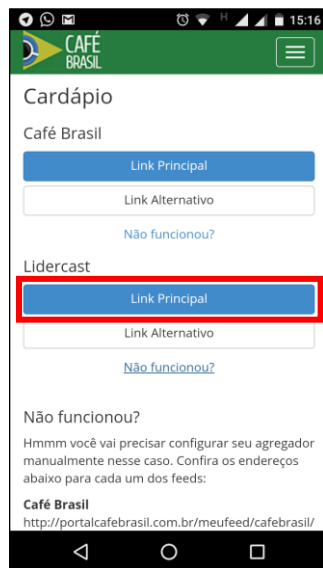 H
15:16
CAFÉ
BRASIL
Cardápio
Café Brasil
Link Principal
Link Alternativo
Não funcionou?
Lidercast
Link Principal
Link Alternativo
Não funcionou?
Não funcionou?
Hmmm você vai precisar configurar seu agregador
manualmente nesse caso. Confira os endereços
abaixo para cada um dos feeds:
Café Brasil
http://portalcafebrasil.com.br/meufeed/cafebrasil/